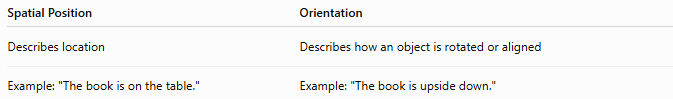 Spatial Position Orientation
Describes location Describes how an object is rotated or aligned
Example: "The book is on the table." Example: "The book is upside down."